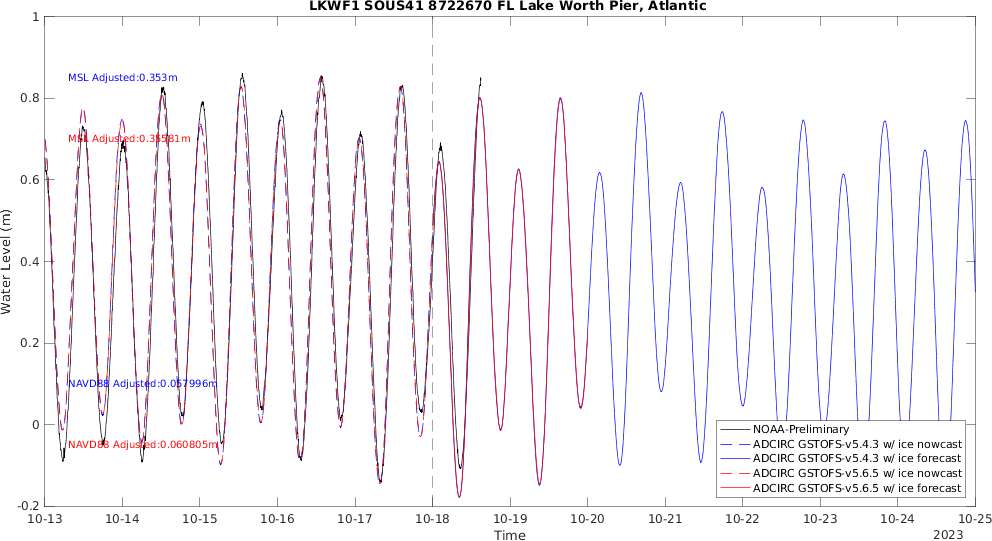 LKWF1 SOUS41 8722670 FL Lake Worth Pier, Atlantic
1
0.8
0.6
0.4
0.2
0
-0.2
Water Level (m)
MSL Adjusted:0.353m
MSL Adjusted:0.35581m
NAVD88 Adjusted:0.057996m
NAVD88 Adjusted:0.060805m
NOAA-Preliminary
ADCIRC GSTOFS-v5.4.3 w/ ice nowcast
ADCIRC GSTOFS-v5.4.3 w/ ice forecast
ADCIRC GSTOFS-v5.6.5 w/ ice nowcast
ADCIRC GSTOFS-v5.6.5 w/ ice forecast
10-13 10-14 10-15 10-16 10-17 10-18 10-19 10-20 10-21 10-22 10-23 10-24 10-25
Time
2023